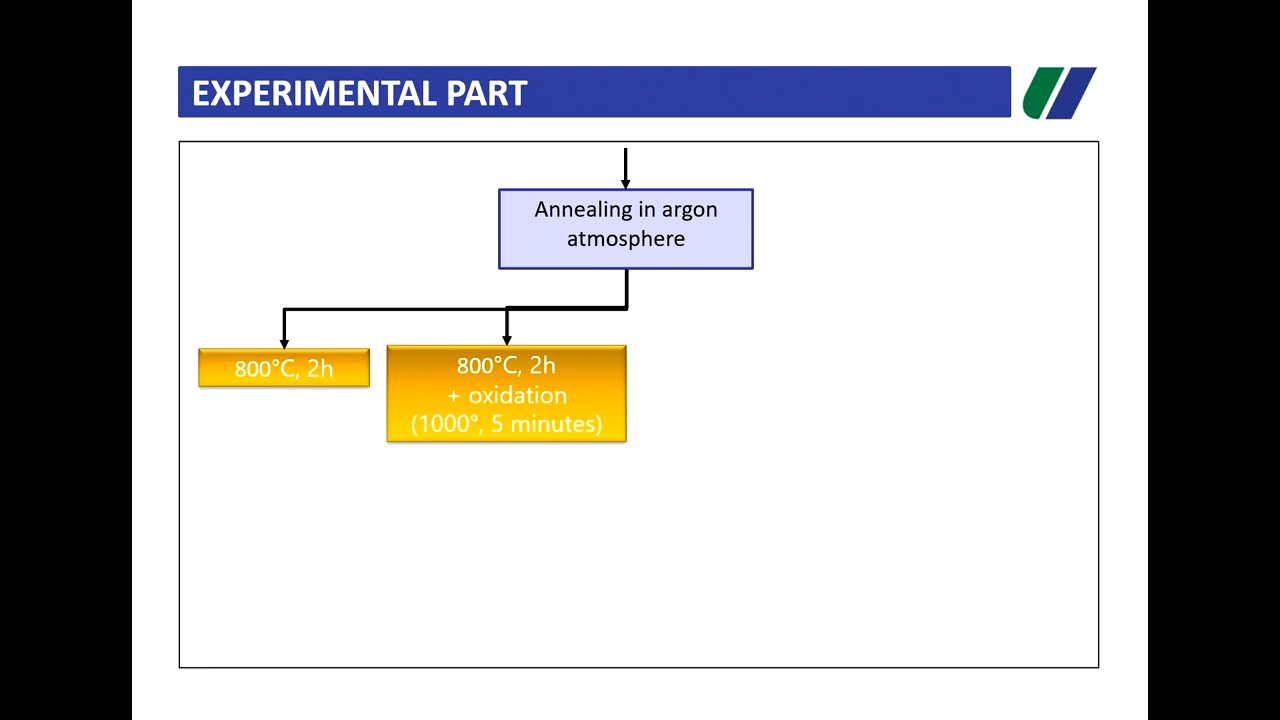 EXPERIMENTAL PART
Annealing in argon
atmosphere
800°C, 2h
800°C, 2h
+ oxidation
(1000°, 5 minutes)